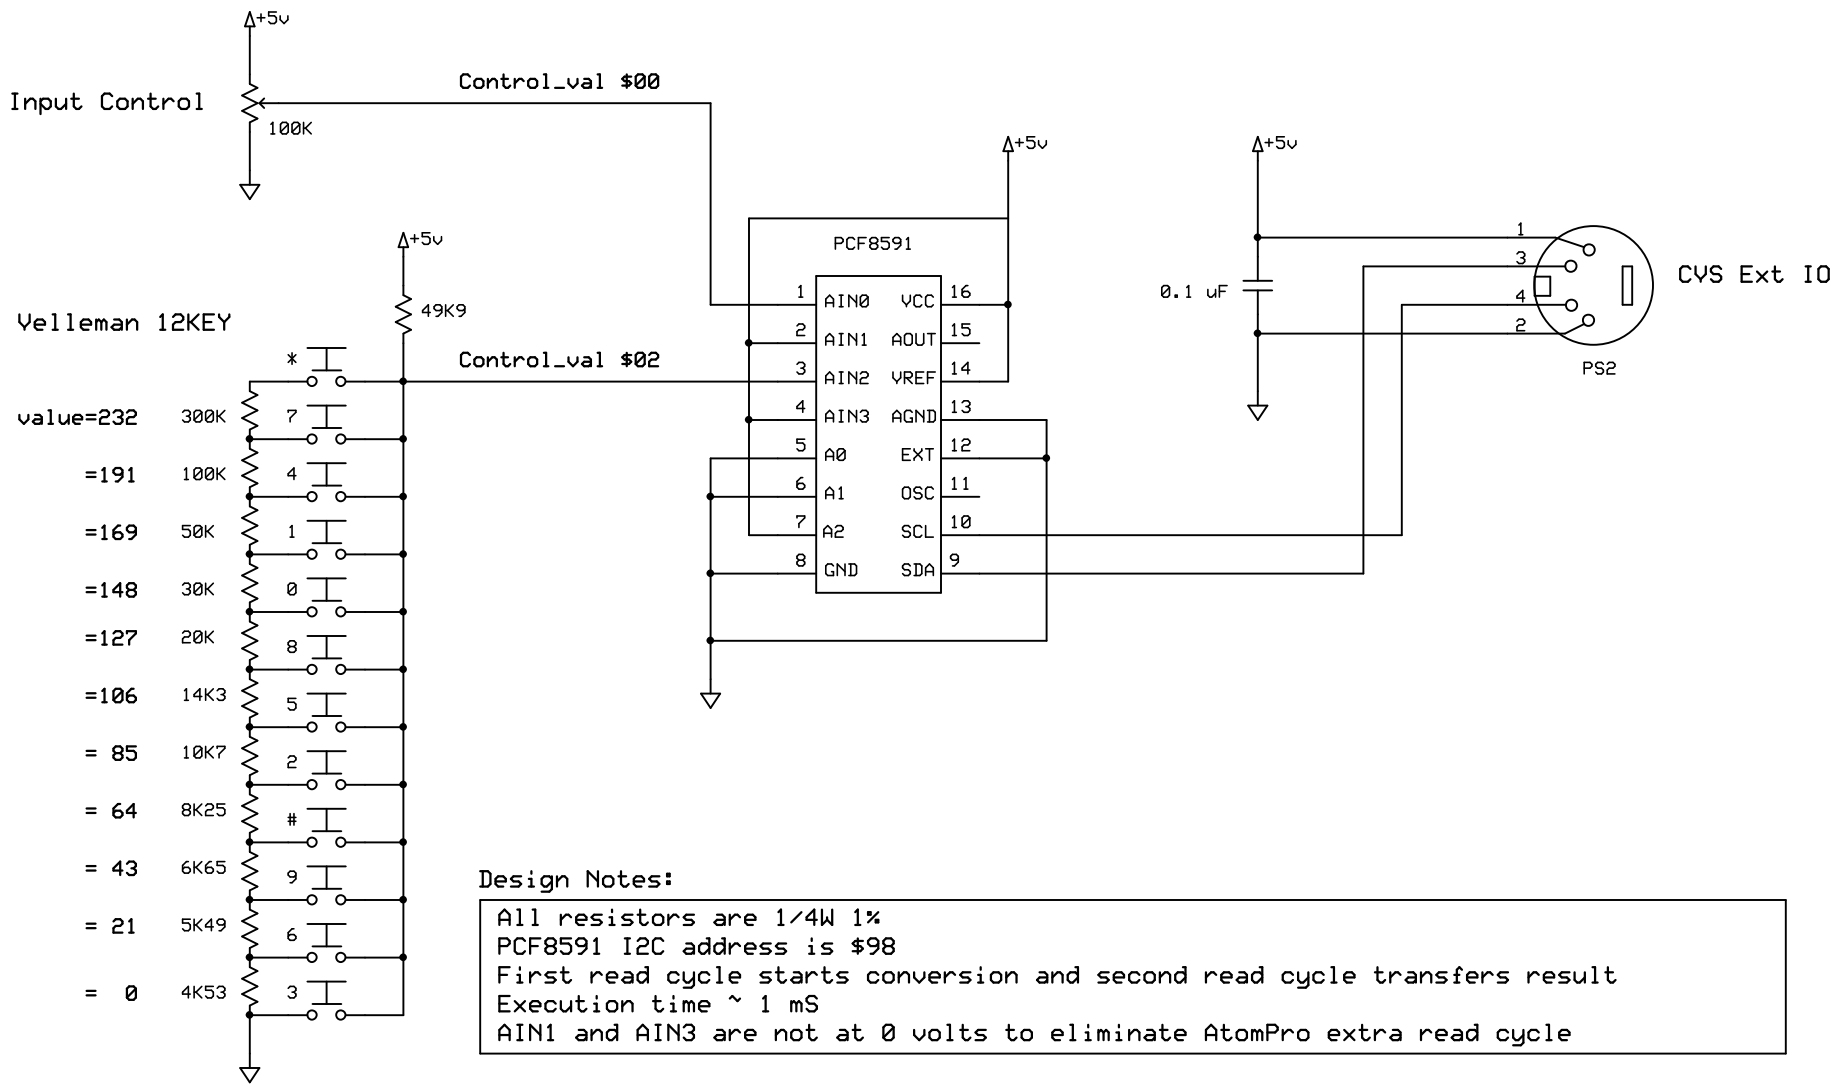 +5v
Input Control
100K
Control_val $00
+5v
Velleman 12KEY
49K9
Control_val $02
*
value=232 300K 7
=191 100K 4
=169 50K 1
=148 30K 0
=127 20K 8
=106 14K3 5
= 85 10K7 2
= 64 8K25 #
= 43 6K65 9
= 21 5K49 6
= 0 4K53 3
+5v
PCF8591
1 AIN0 VCC 16
2 AIN1 AOUT 15
3 AIN2 VREF 14
4 AIN3 AGND 13
5 A0 EXT 12
6 A1 OSC 11
7 A2 SCL 10
8 GND SDA 9
+5v
0.1 uF
1
3
4
2
CVS Ext IO
PS2
Design Notes:
All resistors are 1/4W 1%
PCF8591 I2C address is $98
First read cycle starts conversion and second read cycle transfers result
Execution time ~ 1 mS
AIN1 and AIN3 are not at 0 volts to eliminate AtomPro extra read cycle